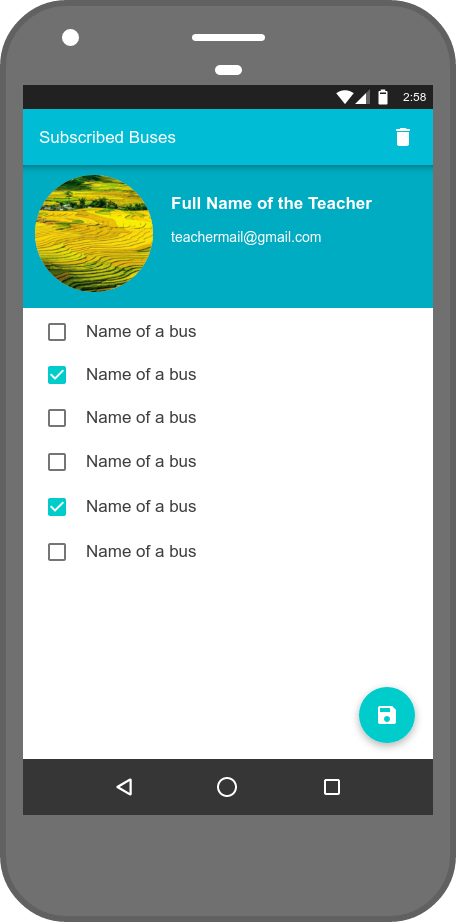 2:58
Subscribed Buses
Full Name of the Teacher
teachermail@gmail.com
Name of a bus
Name of a bus
Name of a bus
Name of a bus
Name of a bus
Name of a bus